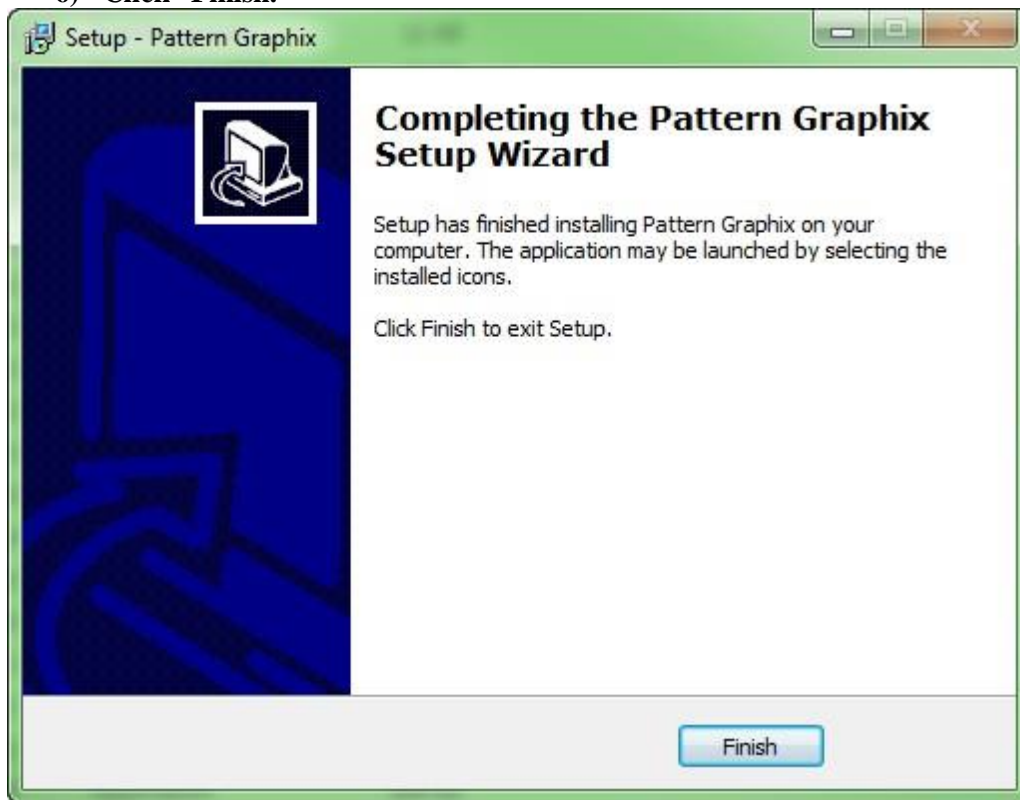 Setup - Pattern Graphix
Completing the Pattern Graphix
Setup Wizard
Setup has finished installing Pattern Graphix on your
computer. The application may be launched by selecting the
installed icons.
Click Finish to exit Setup.
Finish